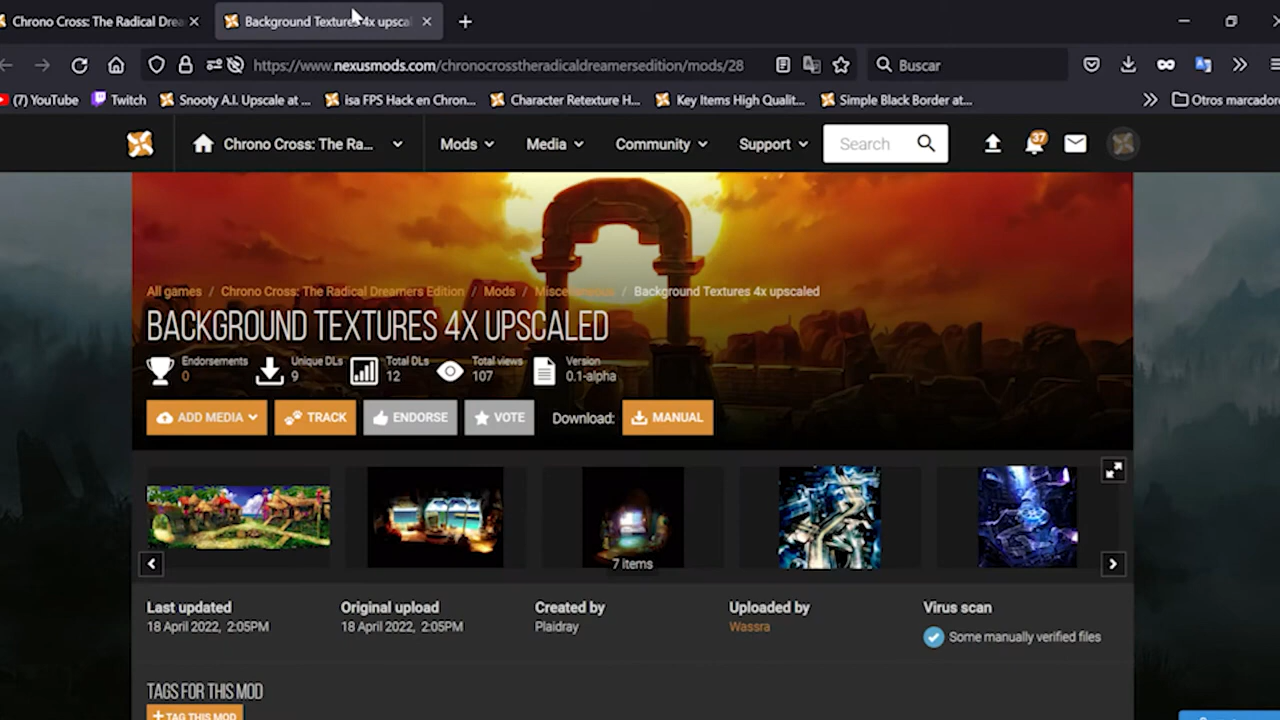 Chrono Cross: The Radical Drea
Background Textures 4x upscal
https://www.nexusmods.com/chronocrosstheradicaldreamersedition/mods/28
Buscar
(7) YouTube
Twitch
Snooty A.I. Upscale at ...
isa FPS Hack en Chron...
Character Retexture H...
Key Items High Qualit...
Simple Black Border at...
Otros marcador
Chrono Cross: The Ra...
Mods
Media
Community
Support
Search
37
All games / Chrono Cross: The Radical Dreamers Edition / Mods / Miscellaneous / Background Textures 4x upscaled
BACKGROUND TEXTURES 4X UPSCALED
Endorsements
0
Unique DLs
9
Total DLs
12
Total views
107
Version
0.1-alpha
ADD MEDIA
TRACK
ENDORSE
VOTE
Download:
MANUAL
7 items
Last updated
18 April 2022, 2:05PM
Original upload
18 April 2022, 2:05PM
Created by
Plaidray
Uploaded by
Wassra
Virus scan
Some manually verified files
TAGS FOR THIS MOD
+ TAG THIS MOD